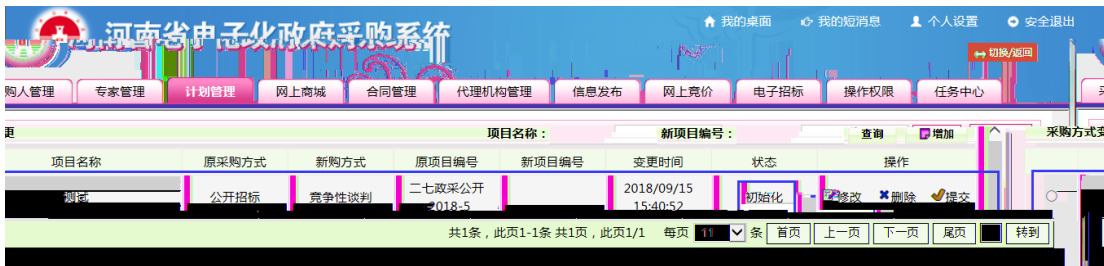 河南省电子化政府采购系统
我的桌面 我的短消息 个人设置 安全退出
切换/返回
购人管理 专家管理 计划管理 网上商城 合同管理 代理机构管理 信息发布 网上竞价 电子招标 操作权限 任务中心
更 项目名称： 新项目编号： 查询 增加 采购方式变
项目名称 原采购方式 新购方式 原项目编号 新项目编号 变更时间 状态 操作
测试 公开招标 竞争性谈判 二七政采公开 2018/09/15 初始化 修改 删除 提交
-2018-5 15:40:52
共1条，此页1-1条 共1页，此页1/1 每页 11 条 首页 上一页 下一页 尾页 转到